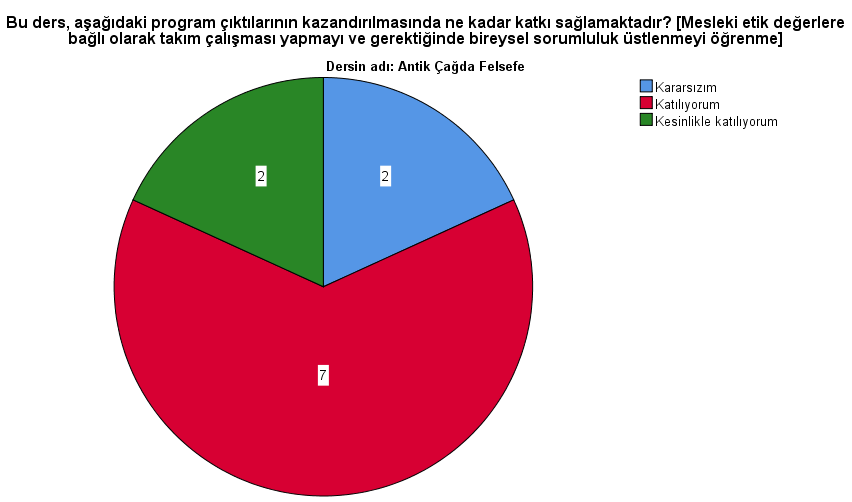 Bu ders, aşağıdaki program çıktılarının kazandırılmasında ne kadar katkı sağlamaktadır? [Mesleki etik değerlere
bağlı olarak takım çalışması yapmayı ve gerektiğinde bireysel sorumluluk üstlenmeyi öğrenme]
Dersin adı: Antik Çağda Felsefe
Kararsızım
Katılıyorum
Kesinlikle katılıyorum
2
2
7